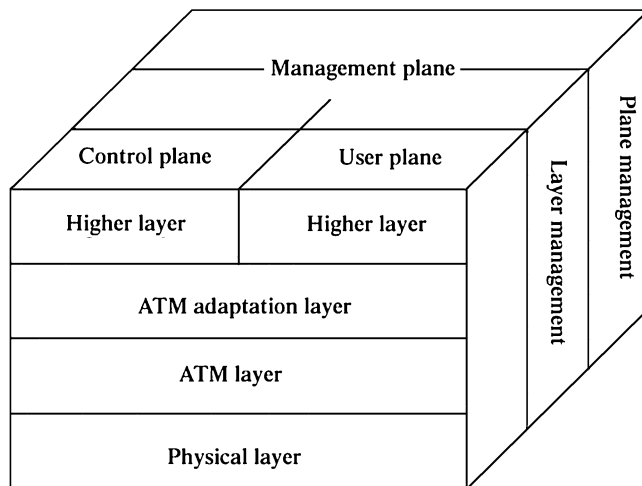 Management plane
Control plane
User plane
Higher layer
Higher layer
ATM adaptation layer
ATM layer
Physical layer
Layer management
Plane management